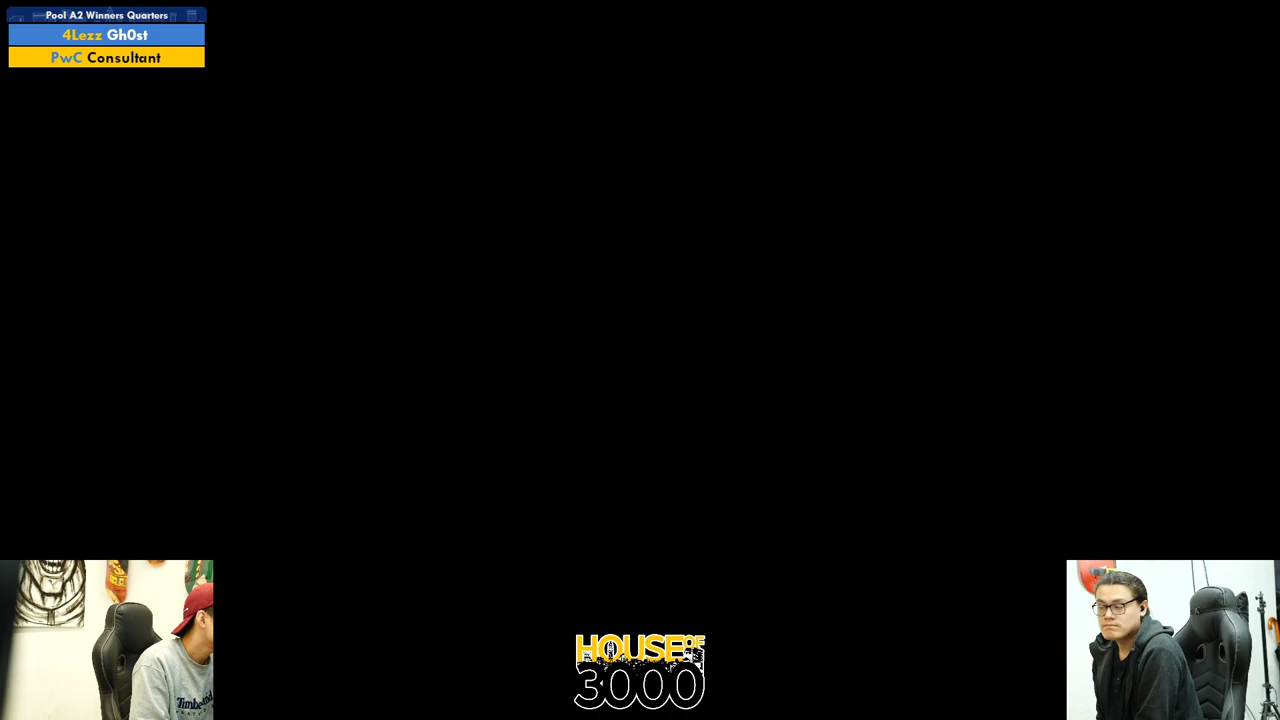 Pool A2 Winners Quarters
4Lezz Gh0st
PwC Consultant
HOUSE OF
3000